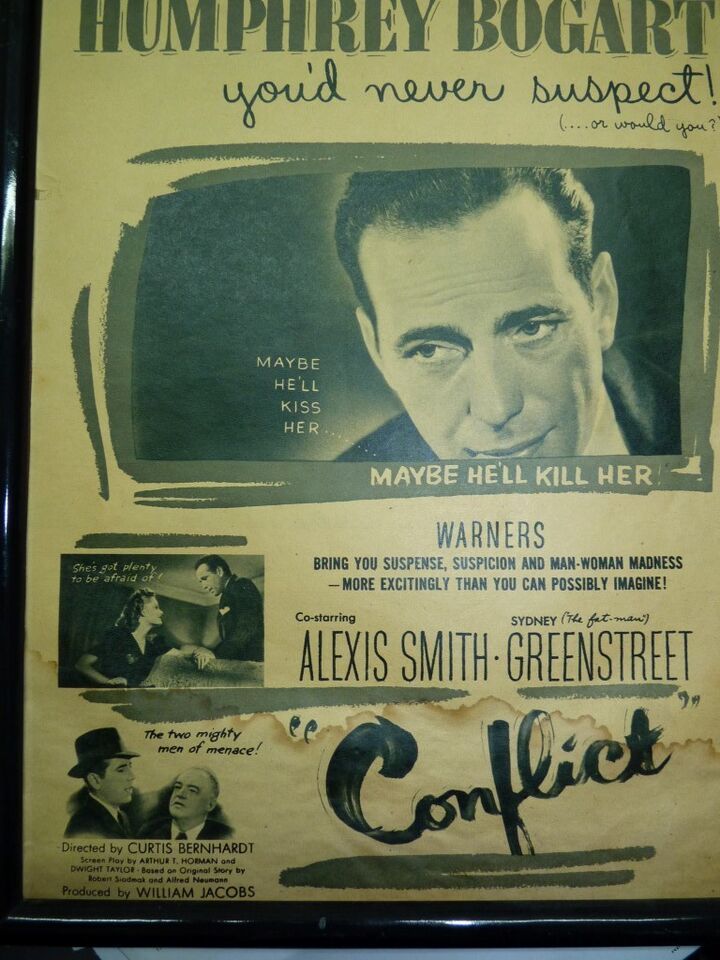 HUMPHREY BOGART
you'd never suspect!
(....or would you?)
MAYBE
HE'LL
KISS
HER.....
MAYBE HE'LL KILL HER!
WARNERS
BRING YOU SUSPENSE, SUSPICION AND MAN-WOMAN MADNESS
—MORE EXCITINGLY THAN YOU CAN POSSIBLY IMAGINE!
She's got plenty
to be afraid of!
Co-starring
ALEXIS SMITH · SYDNEY ("the fat-man") GREENSTREET
"Conflict"
The two mighty
men of menace!
Directed by CURTIS BERNHARDT
Screen Play by ARTHUR T. HORMAN and
DWIGHT TAYLOR · Based on Original Story by
Robert Siodmak and Alfred Neumann
Produced by WILLIAM JACOBS